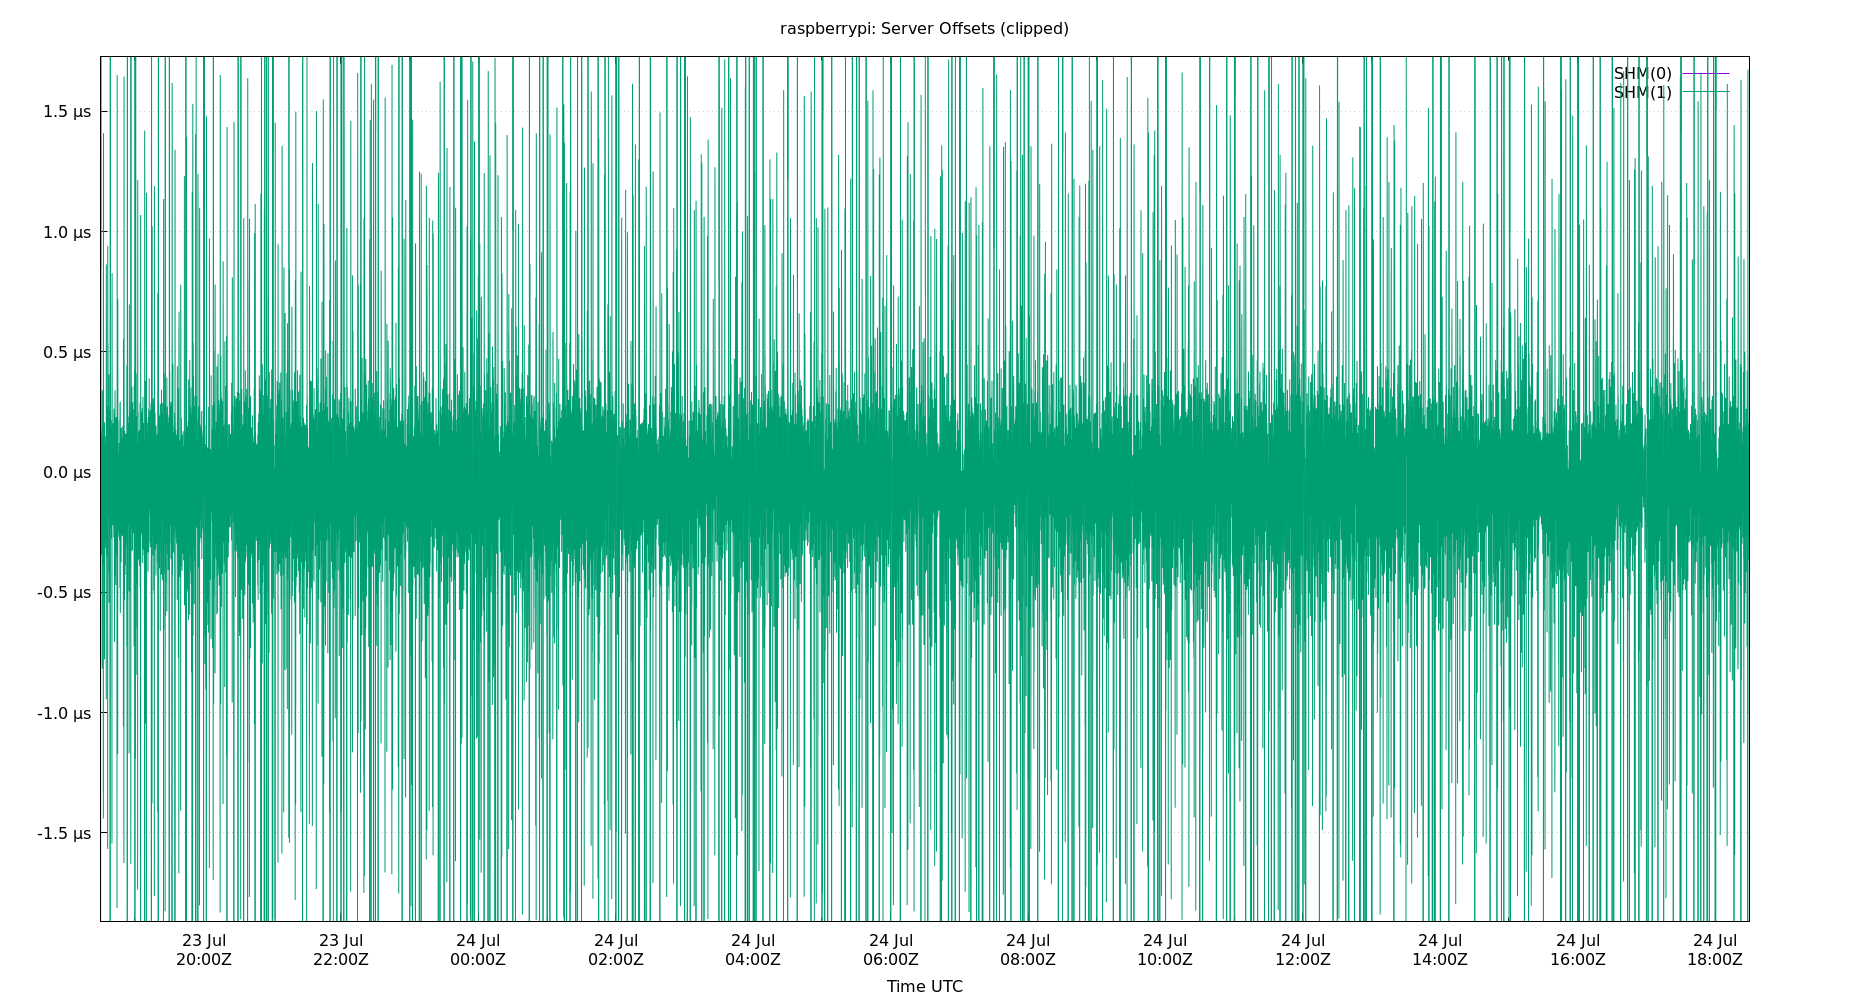 raspberrypi: Server Offsets (clipped)
SHM(0)
SHM(1)
1.5 µs
1.0 µs
0.5 µs
0.0 µs
-0.5 µs
-1.0 µs
-1.5 µs
23 Jul 23 Jul 24 Jul 24 Jul 24 Jul 24 Jul 24 Jul 24 Jul 24 Jul 24 Jul 24 Jul 24 Jul
20:00Z 22:00Z 00:00Z 02:00Z 04:00Z 06:00Z 08:00Z 10:00Z 12:00Z 14:00Z 16:00Z 18:00Z
Time UTC